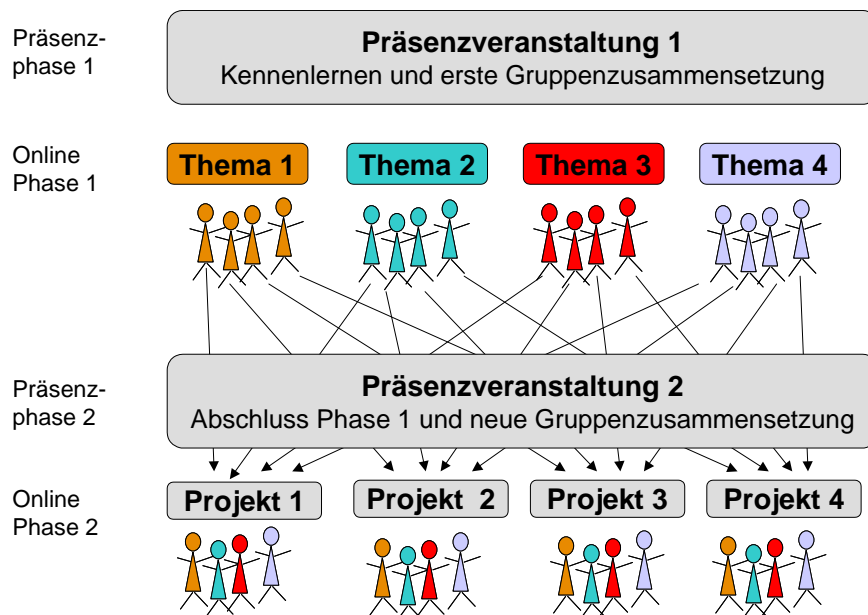 Präsenz-
phase 1
Präsenzveranstaltung 1
Kennenlernen und erste Gruppenzusammensetzung
Online
Phase 1
Thema 1
Thema 2
Thema 3
Thema 4
Präsenz-
phase 2
Präsenzveranstaltung 2
Abschluss Phase 1 und neue Gruppenzusammensetzung
Online
Phase 2
Projekt 1
Projekt 2
Projekt 3
Projekt 4